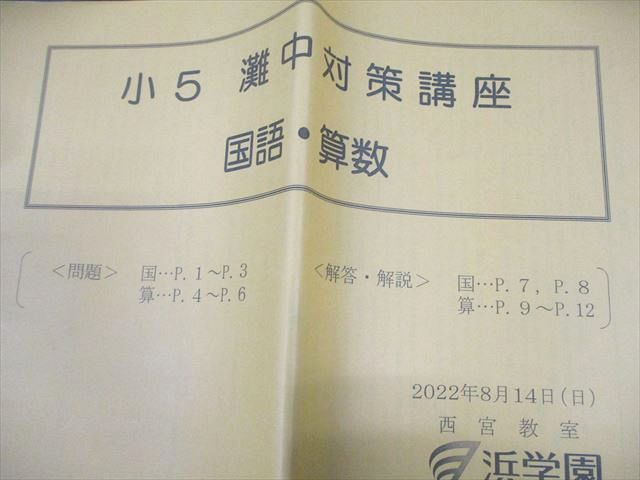 小5 灘中対策講座
国語・算数
＜問題＞ 国…P.1～P.3 ＜解答・解説＞ 国…P.7, P.8
算…P.4～P.6 算…P.9～P.12
2022年8月14日(日)
西宮教室
浜学園